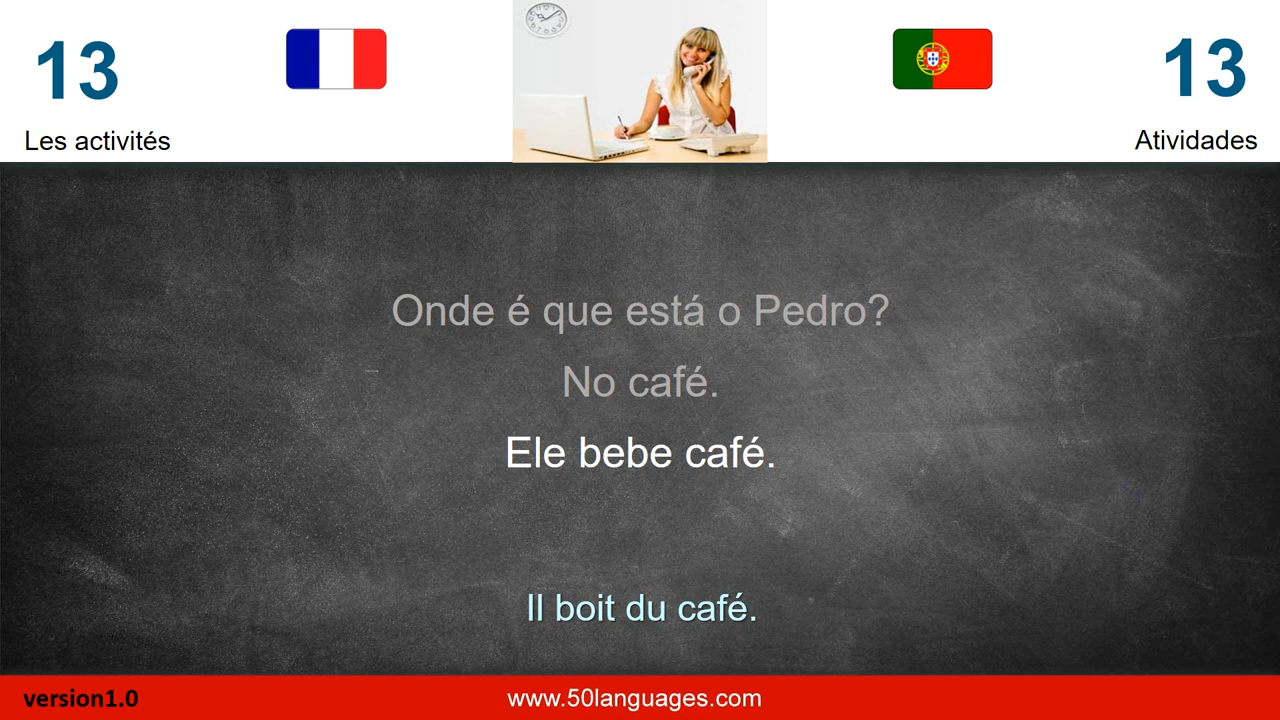 13
13
Les activités
Atividades
Onde é que está o Pedro?
No café.
Ele bebe café.
Il boit du café.
version1.0
www.50languages.com